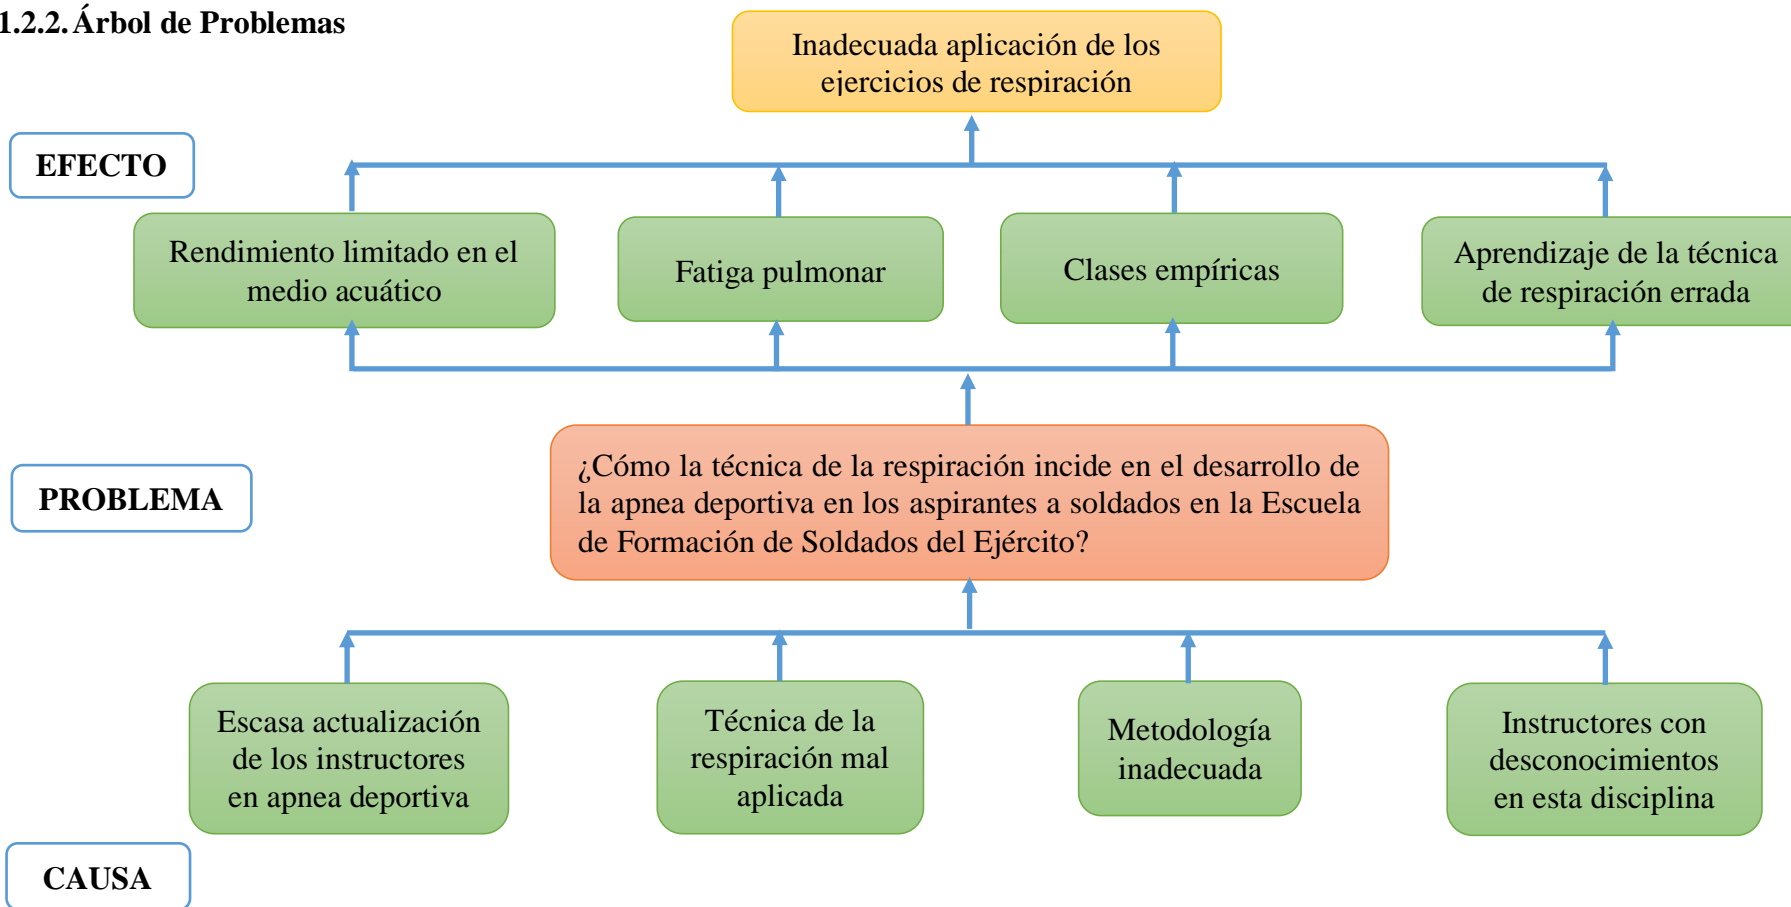 1.2.2. Árbol de Problemas
Inadecuada aplicación de los
ejercicios de respiración
EFECTO
Rendimiento limitado en el
medio acuático
Fatiga pulmonar
Clases empíricas
Aprendizaje de la técnica
de respiración errada
PROBLEMA
¿Cómo la técnica de la respiración incide en el desarrollo de
la apnea deportiva en los aspirantes a soldados en la Escuela
de Formación de Soldados del Ejército?
Escasa actualización
de los instructores
en apnea deportiva
Técnica de la
respiración mal
aplicada
Metodología
inadecuada
Instructores con
desconocimientos
en esta disciplina
CAUSA